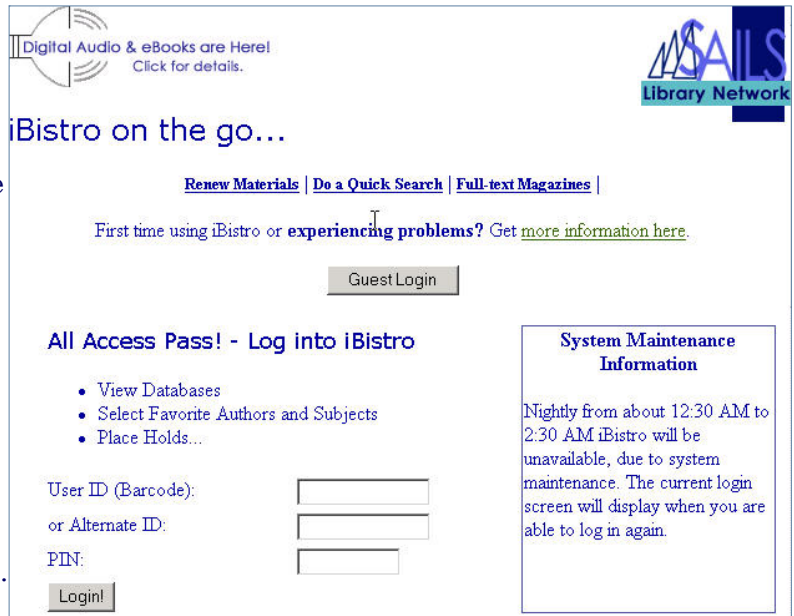 Digital Audio & eBooks are Here!
Click for details.
SAILS
Library Network
iBistro on the go...
Renew Materials | Do a Quick Search | Full-text Magazines |
First time using iBistro or experiencing problems? Get more information here.
Guest Login
All Access Pass! - Log into iBistro
• View Databases
• Select Favorite Authors and Subjects
• Place Holds...
User ID (Barcode):
or Alternate ID:
PIN:
Login!
System Maintenance
Information
Nightly from about 12:30 AM to
2:30 AM iBistro will be
unavailable, due to system
maintenance. The current login
screen will display when you are
able to log in again.